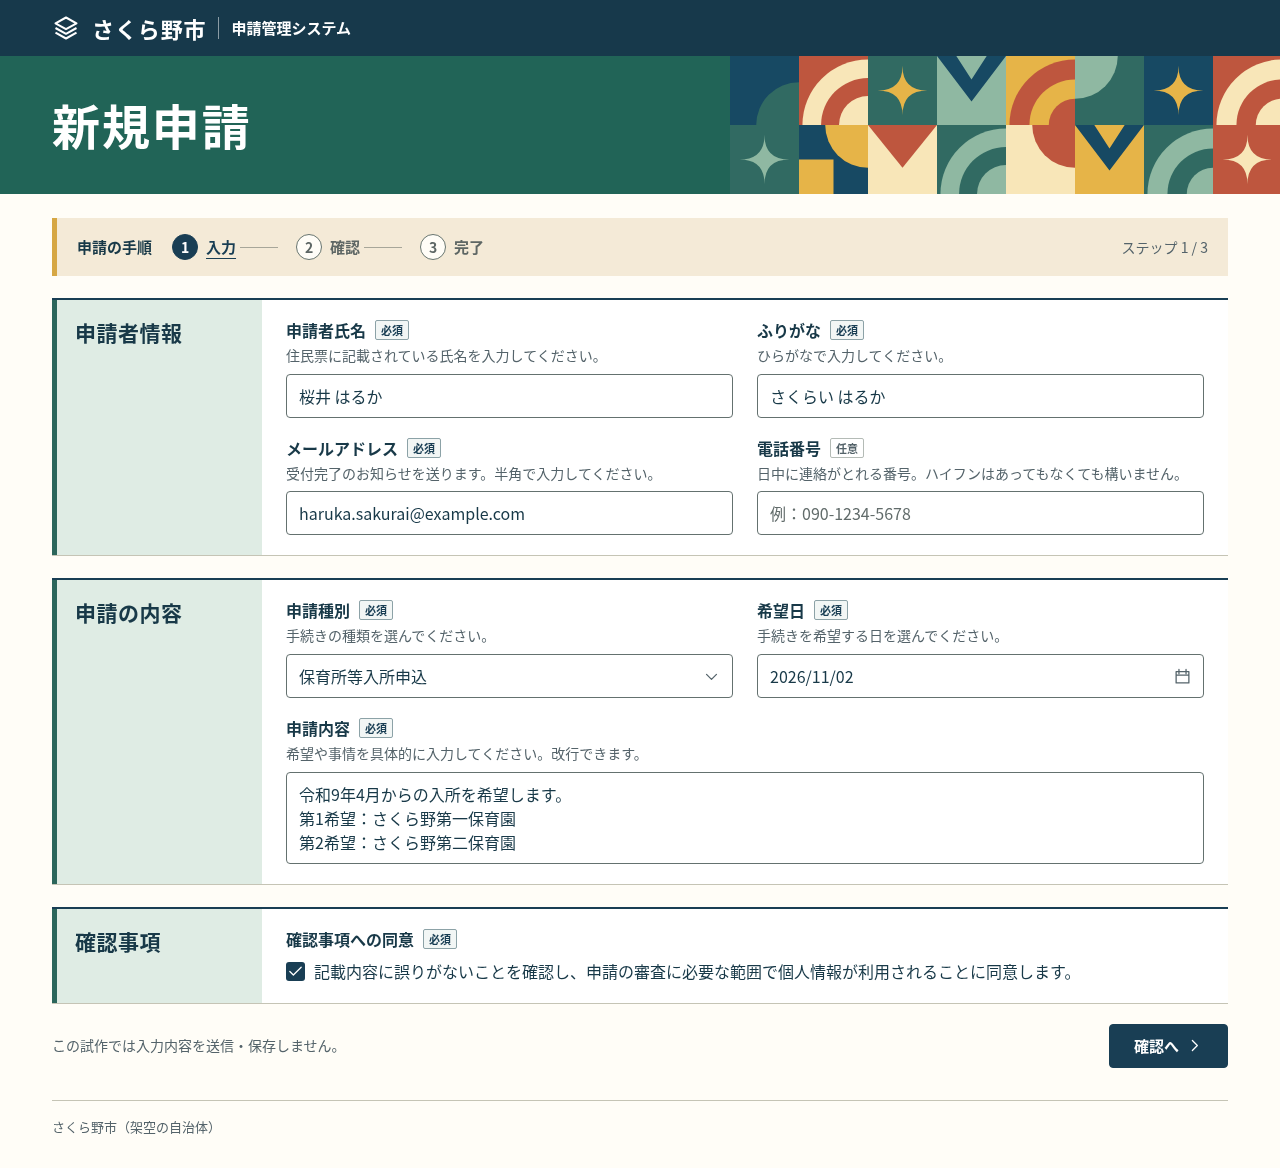 さくら野市 申請管理システム
新規申請
申請の手順 1 入力 2 確認 3 完了 ステップ 1 / 3
申請者情報
申請者氏名 必須
住民票に記載されている氏名を入力してください。
桜井 はるか
ふりがな 必須
ひらがなで入力してください。
さくらい はるか
メールアドレス 必須
受付完了のお知らせを送ります。半角で入力してください。
haruka.sakurai@example.com
電話番号 任意
日中に連絡がとれる番号。ハイフンはあってもなくても構いません。
例：090-1234-5678
申請の内容
申請種別 必須
手続きの種類を選んでください。
保育所等入所申込
希望日 必須
手続きを希望する日を選んでください。
2026/11/02
申請内容 必須
希望や事情を具体的に入力してください。改行できます。
令和9年4月からの入所を希望します。
第1希望：さくら野第一保育園
第2希望：さくら野第二保育園
確認事項
確認事項への同意 必須
記載内容に誤りがないことを確認し、申請の審査に必要な範囲で個人情報が利用されることに同意します。
この試作では入力内容を送信・保存しません。
確認へ
さくら野市（架空の自治体）